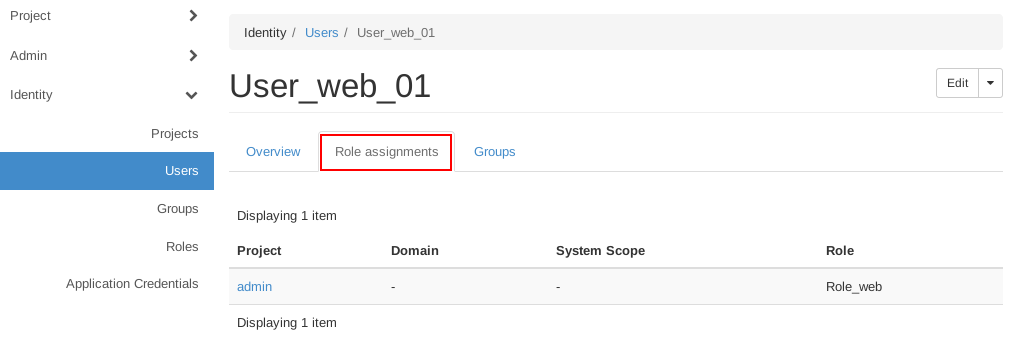 Project
Admin
Identity
Projects
Users
Groups
Roles
Application Credentials
Identity / Users / User_web_01
User_web_01
Edit
Overview Role assignments Groups
Displaying 1 item
Project Domain System Scope Role
admin - - Role_web
Displaying 1 item